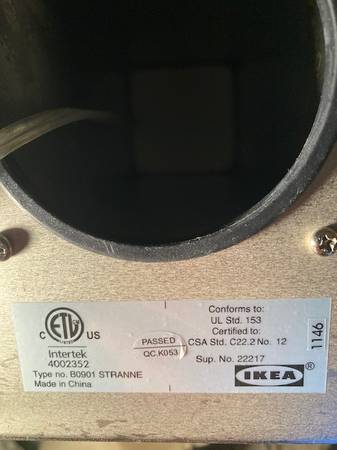 C ETL US
Intertek
4002352
Type no. B0901 STRANNE
Made in China
PASSED
QC.K053
Conforms to:
UL Std. 153
Certified to:
CSA Std. C22.2 No. 12
Sup. No. 22217
IKEA
1146